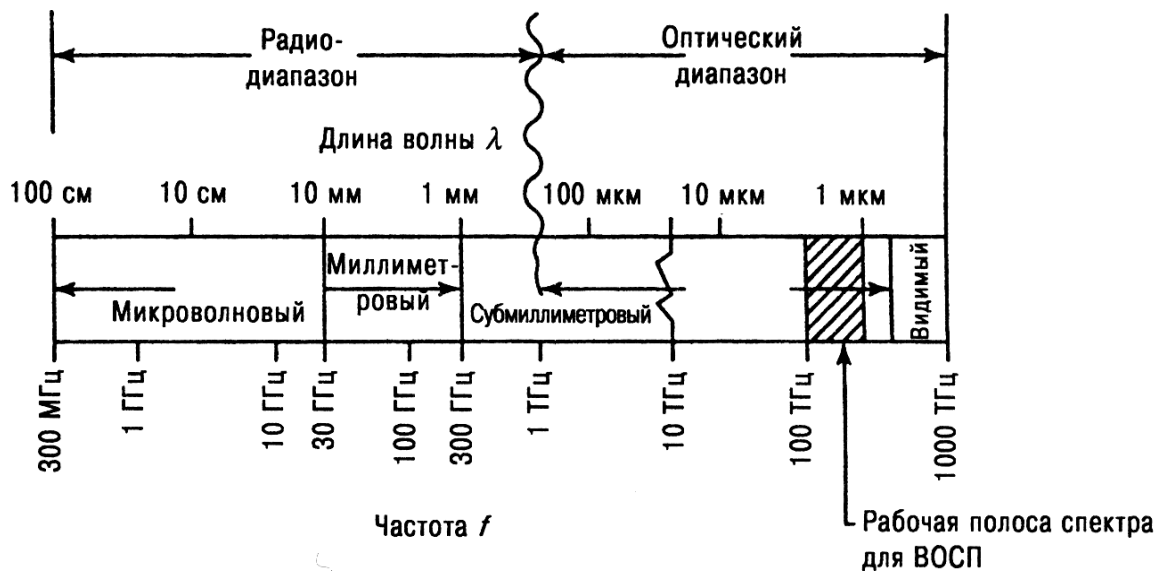 Радио-
диапазон
Оптический
диапазон
Длина волны λ
100 см
10 см
10 мм
1 мм
100 мкм
10 мкм
1 мкм
Микроволновый
Миллимет-
ровый
Субмиллиметровый
Видимый
300 МГц
1 ГГц
10 ГГц
30 ГГц
100 ГГц
300 ГГц
1 ТГц
10 ТГц
100 ТГц
1000 ТГц
Частота f
Рабочая полоса спектра
для ВОСП